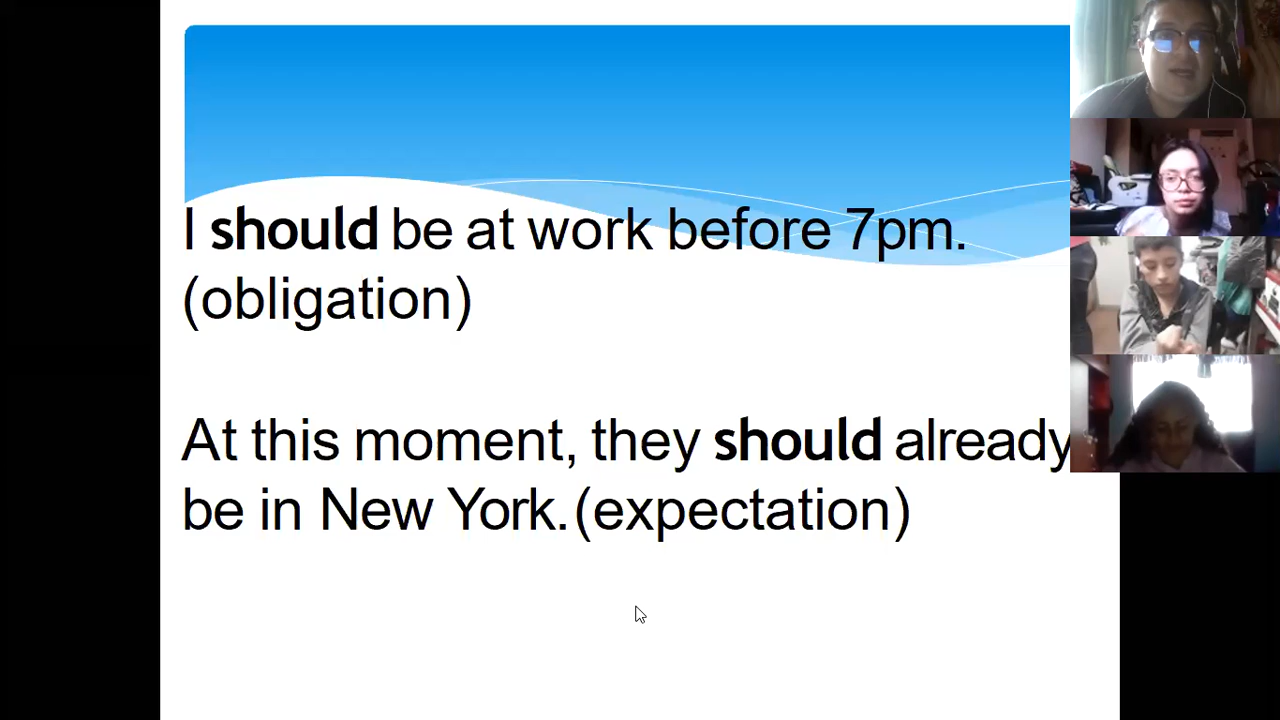 I should be at work before 7pm.
(obligation)
At this moment, they should already
be in New York.(expectation)